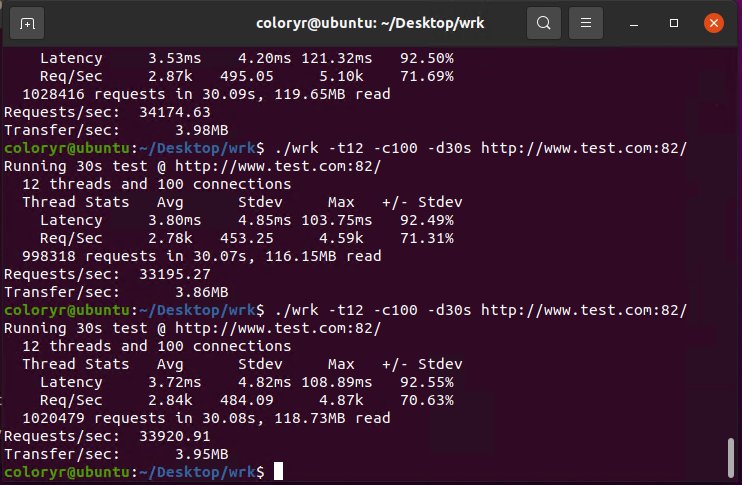 coloryr@ubuntu: ~/Desktop/wrk
Latency 3.53ms 4.20ms 121.32ms 92.50%
Req/Sec 2.87k 495.05 5.10k 71.69%
1028416 requests in 30.09s, 119.65MB read
Requests/sec: 34174.63
Transfer/sec: 3.98MB
coloryr@ubuntu:~/Desktop/wrk$ ./wrk -t12 -c100 -d30s http://www.test.com:82/
Running 30s test @ http://www.test.com:82/
12 threads and 100 connections
Thread Stats Avg Stdev Max +/- Stdev
Latency 3.80ms 4.85ms 103.75ms 92.49%
Req/Sec 2.78k 453.25 4.59k 71.31%
998318 requests in 30.07s, 116.15MB read
Requests/sec: 33195.27
Transfer/sec: 3.86MB
coloryr@ubuntu:~/Desktop/wrk$ ./wrk -t12 -c100 -d30s http://www.test.com:82/
Running 30s test @ http://www.test.com:82/
12 threads and 100 connections
Thread Stats Avg Stdev Max +/- Stdev
Latency 3.72ms 4.82ms 108.89ms 92.55%
Req/Sec 2.84k 484.09 4.87k 70.63%
1020479 requests in 30.08s, 118.73MB read
Requests/sec: 33920.91
Transfer/sec: 3.95MB
coloryr@ubuntu:~/Desktop/wrk$